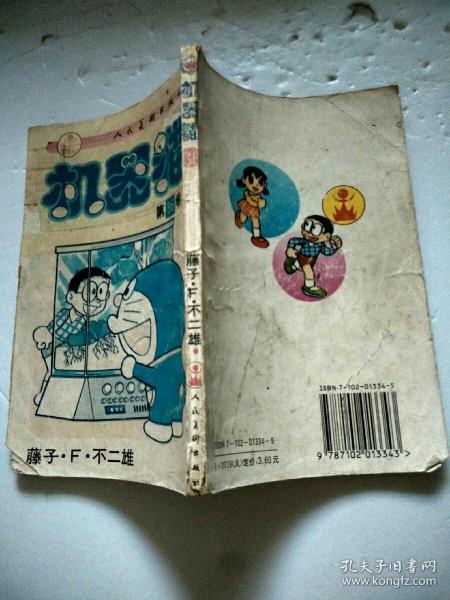 人民美术出版社
机器猫
第
藤子·F·不二雄
机器猫
藤子·F·不二雄
人民美术出版社
ISBN 7-102-01334-5
定价:3.60元
ISBN 7-102-01334-5
9 787102 013343 >
孔夫子旧书网
www.kongfz.com